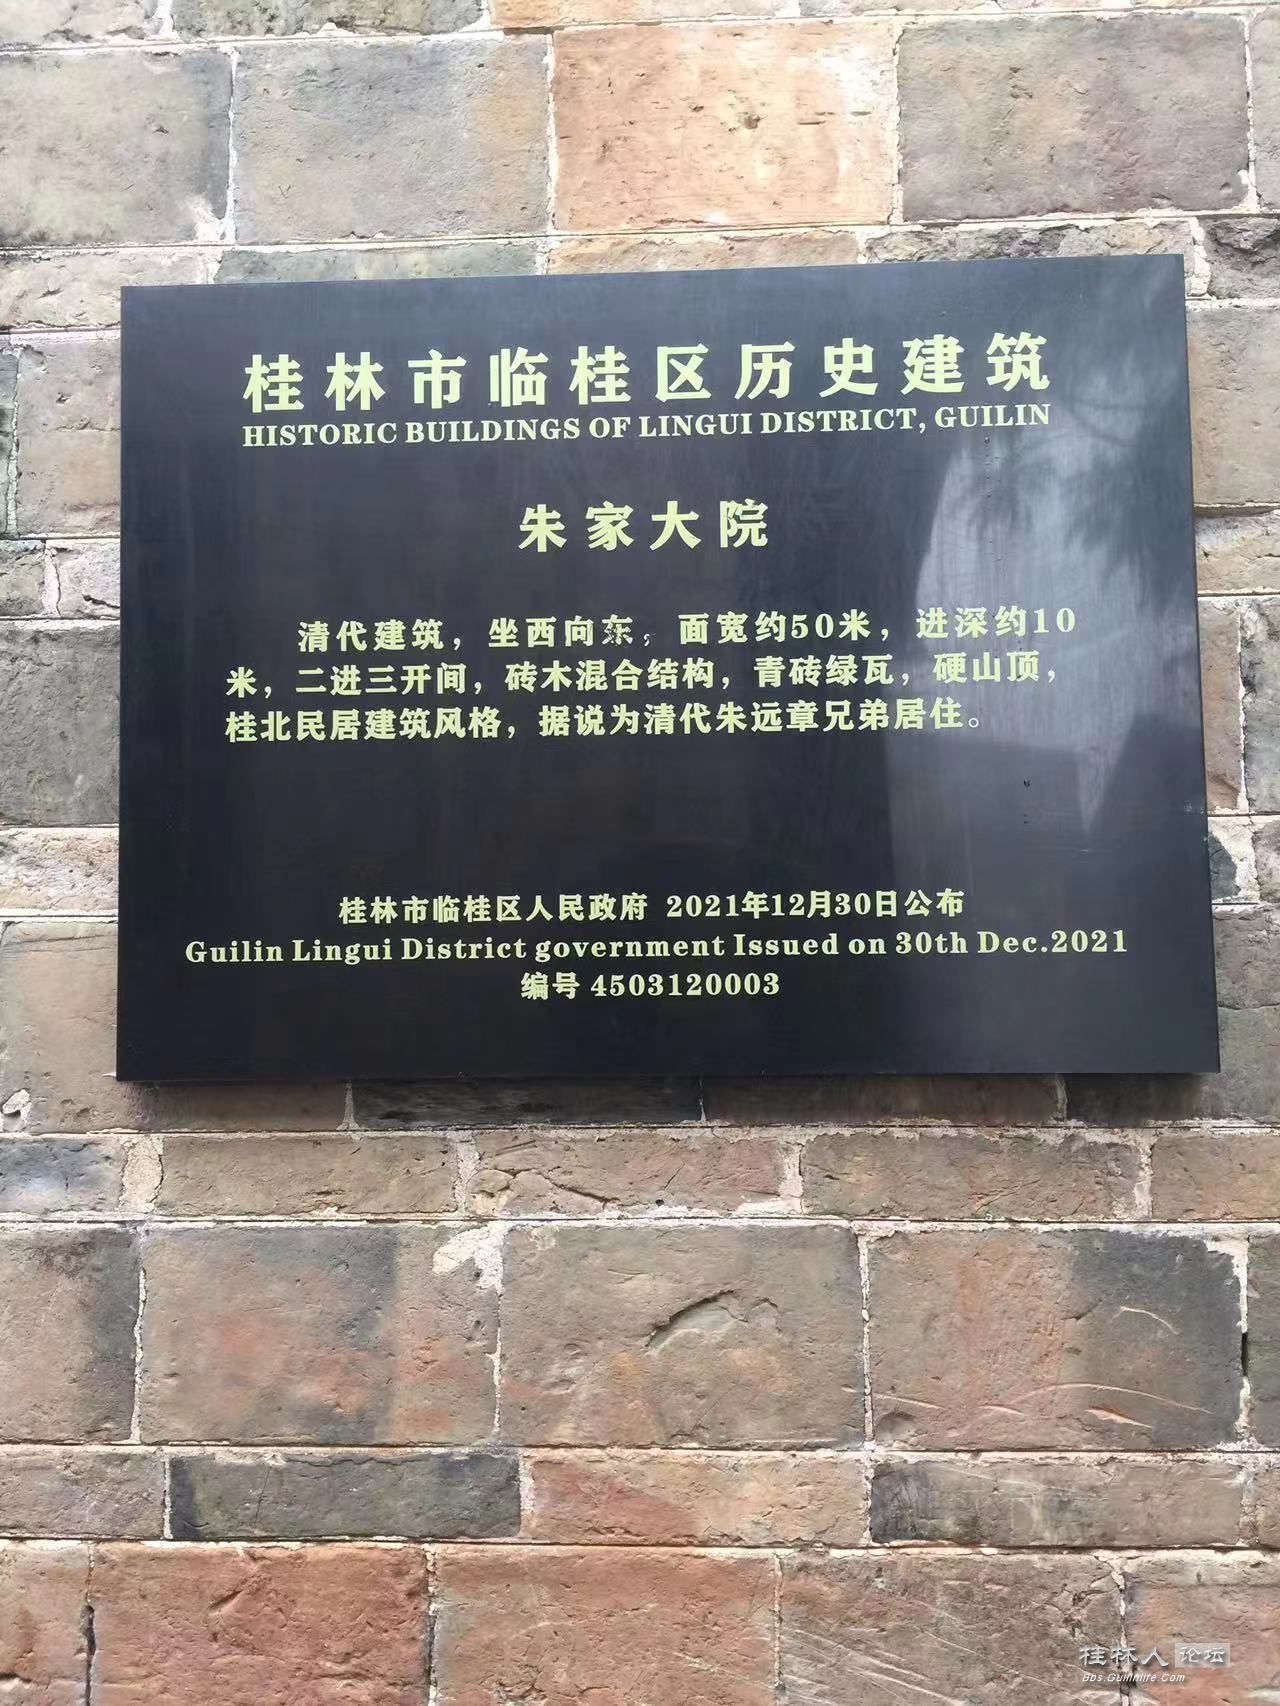 桂林市临桂区历史建筑
HISTORIC BUILDINGS OF LINGUI DISTRICT, GUILIN
朱家大院
清代建筑，坐西向东，面宽约50米，进深约10
米，二进三开间，砖木混合结构，青砖绿瓦，硬山顶，
桂北民居建筑风格，据说为清代朱远章兄弟居住。
桂林市临桂区人民政府 2021年12月30日公布
Guilin Lingui District government Issued on 30th Dec.2021
编号 4503120003
桂林人论坛
Bbs.Guilinlife.Com